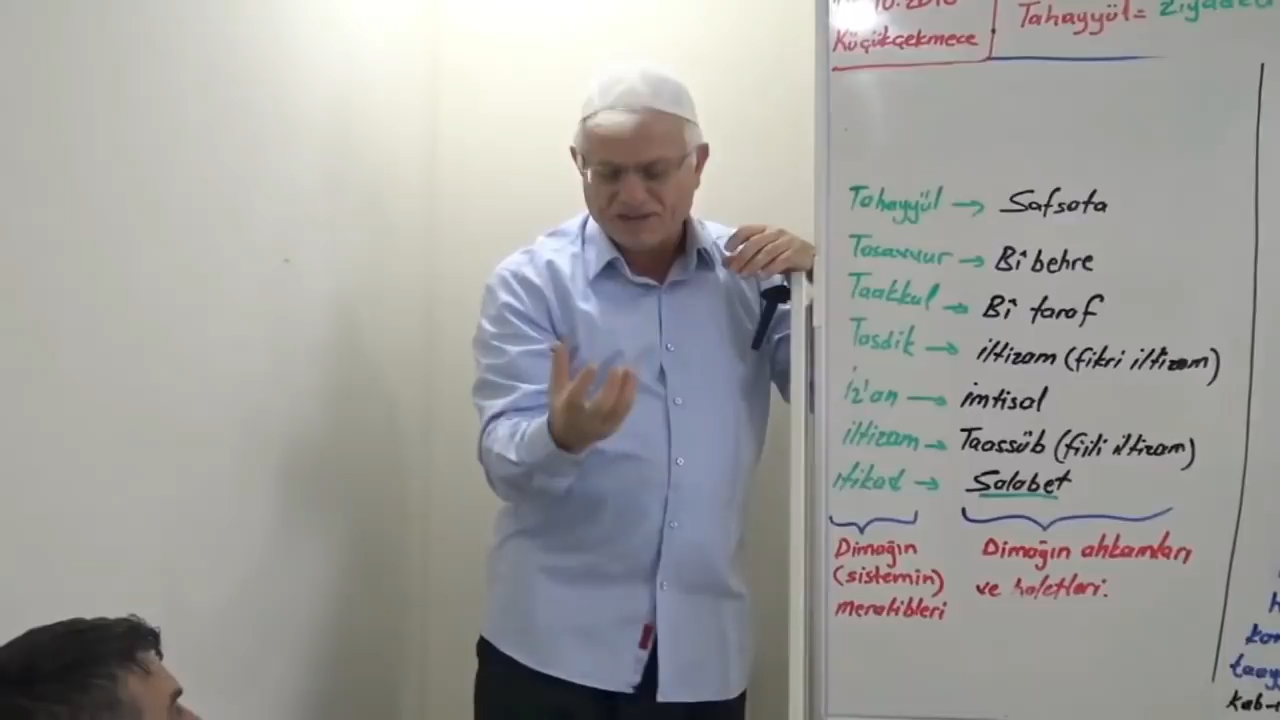 Küçükçekmece
Tahayyül=
Tahayyül → Safsata
Tasavvur → Bî behre
Taakkul → Bî taraf
Tasdik → iltizam (fikri iltizam)
İz'an → imtisal
iltizam → Taassüb (fiili iltizam)
itikad → Salabet
Dimağın
(sistemin)
meratibleri
Dimağın ahkamları
ve haletleri.